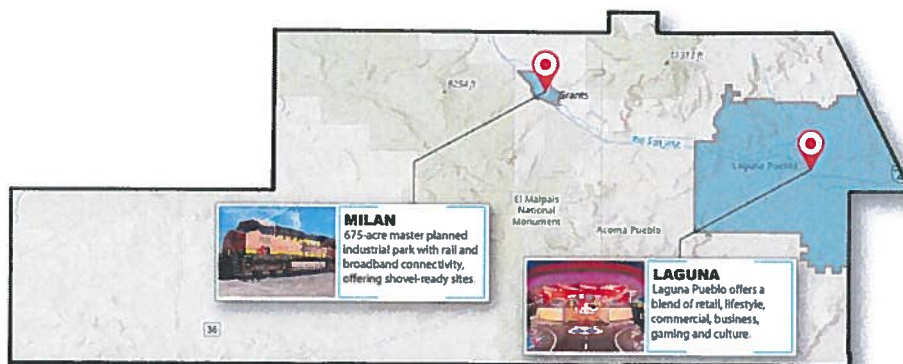 9254 ft
Grants
Rio San Jose
Laguna Pueblo
El Malpais
National
Monument
Acoma Pueblo
MILAN
675-acre master planned
industrial park with rail and
broadband connectivity,
offering shovel-ready sites.
LAGUNA
Laguna Pueblo offers a
blend of retail, lifestyle,
commercial, business,
gaming and culture.
36